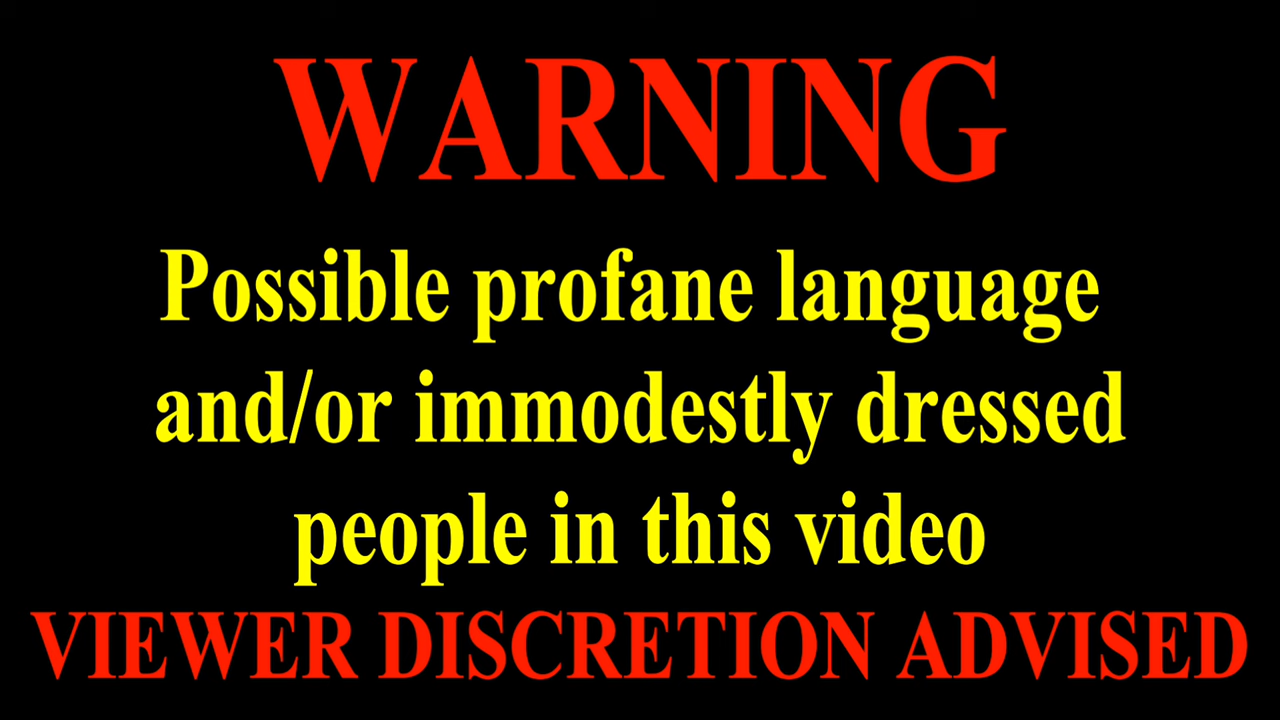 WARNING
Possible profane language
and/or immodestly dressed
people in this video
VIEWER DISCRETION ADVISED